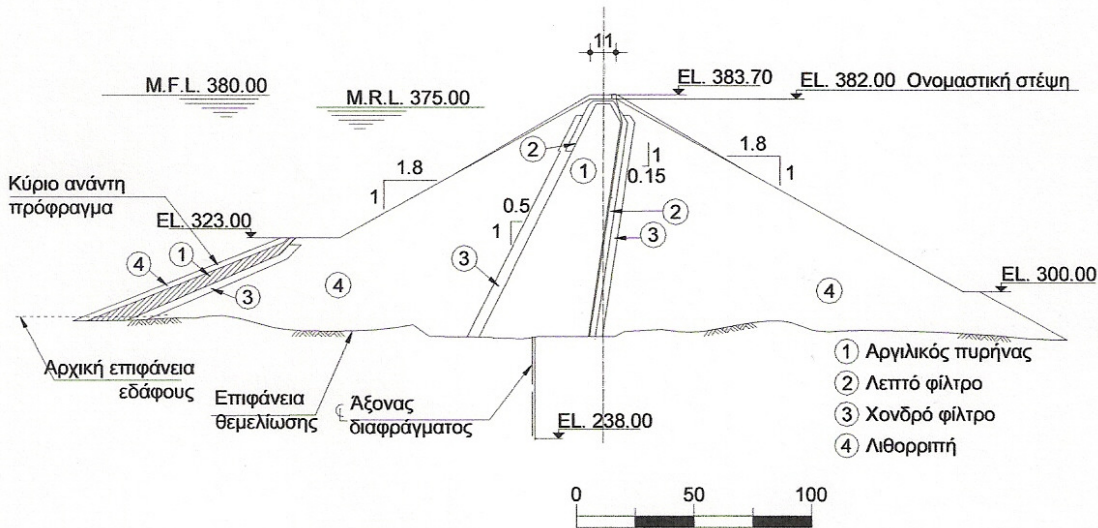 11
M.F.L. 380.00
EL. 383.70
EL. 382.00 Ονομαστική στέψη
M.R.L. 375.00
2
1
1.8
1
1.8
1
1
0.15
Κύριο ανάντη
πρόφραγμα
EL. 323.00
0.5
1
2
3
1
4
3
3
4
4
EL. 300.00
Αρχική επιφάνεια
εδάφους
Επιφάνεια
θεμελίωσης
℄ Άξονας
διαφράγματος
EL. 238.00
1 Αργιλικός πυρήνας
2 Λεπτό φίλτρο
3 Χονδρό φίλτρο
4 Λιθορριπή
0 50 100